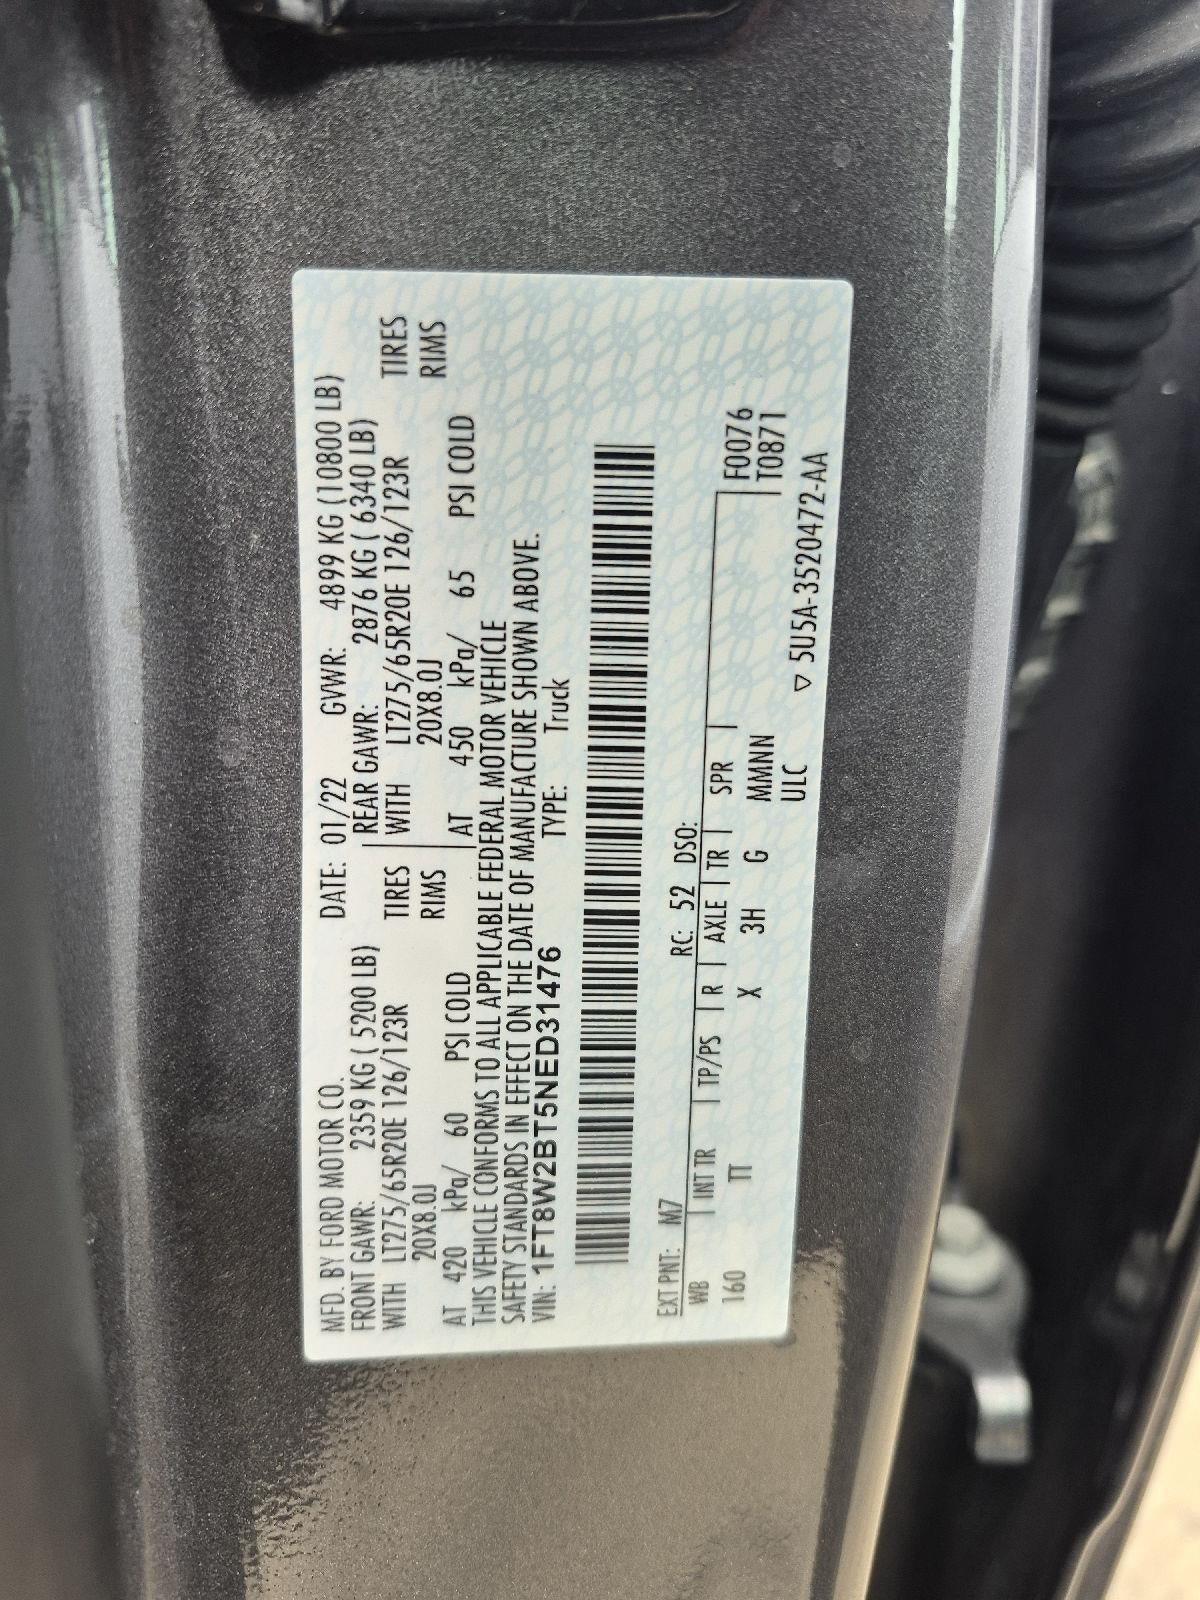 MFD. BY FORD MOTOR CO. DATE: 01/22 GVWR: 4899 KG (10800 LB)
FRONT GAWR: 2359 KG ( 5200 LB) REAR GAWR: 2876 KG ( 6340 LB)
WITH LT275/65R20E 126/123R TIRES WITH LT275/65R20E 126/123R TIRES
20X8.0J RIMS 20X8.0J RIMS
AT 420 kPa/ 60 PSI COLD AT 450 kPa/ 65 PSI COLD
THIS VEHICLE CONFORMS TO ALL APPLICABLE FEDERAL MOTOR VEHICLE
SAFETY STANDARDS IN EFFECT ON THE DATE OF MANUFACTURE SHOWN ABOVE.
VIN: 1FT8W2BT5NED31476 TYPE: Truck
EXT PNT: M7 RC: 52 DSO:
WB | INT TR | TP/PS | R | AXLE | TR | SPR | F0076
160 TT X 3H G MMNN T0871
ULC ▽ 5U5A-3520472-AA